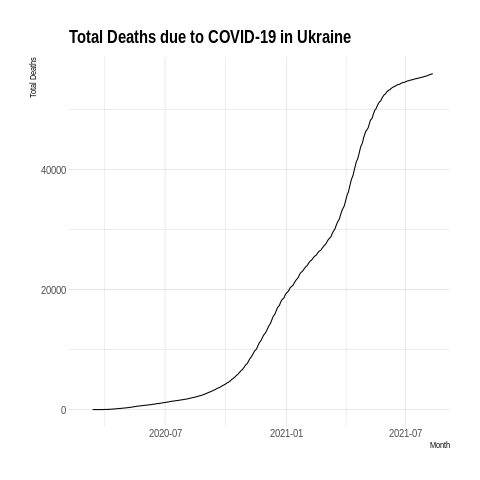 Total Deaths due to COVID-19 in Ukraine
Total Deaths
40000
20000
0
2020-07
2021-01
2021-07
Month